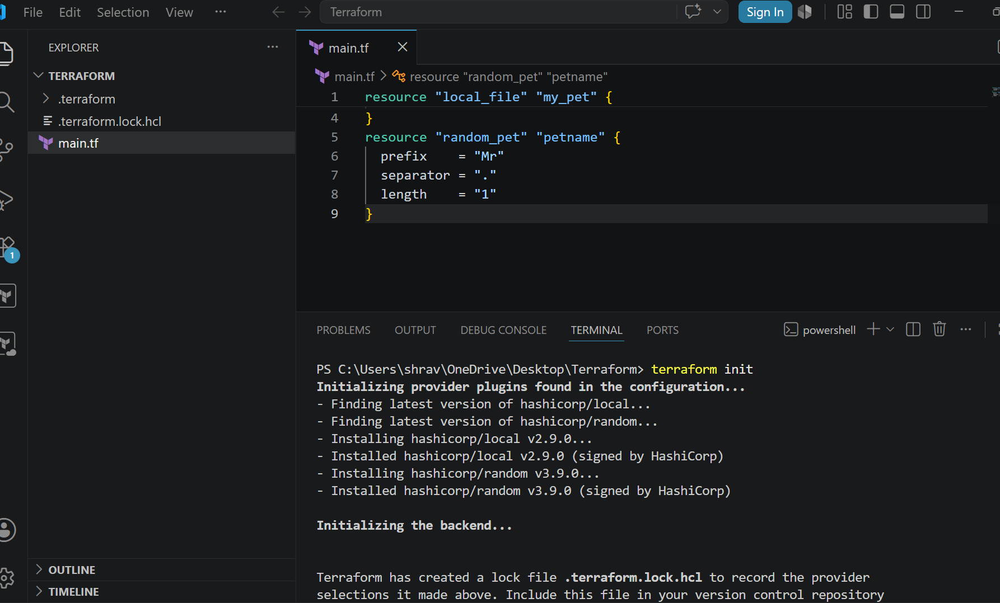 File Edit Selection View ··· Terraform Sign In
EXPLORER ···
TERRAFORM
.terraform
.terraform.lock.hcl
main.tf
1
OUTLINE
TIMELINE
main.tf
main.tf > resource "random_pet" "petname"
1 resource "local_file" "my_pet" {
4 }
5 resource "random_pet" "petname" {
6 prefix    = "Mr"
7 separator = "."
8 length    = "1"
9 }
PROBLEMS OUTPUT DEBUG CONSOLE TERMINAL PORTS powershell
PS C:\Users\shrav\OneDrive\Desktop\Terraform> terraform init
Initializing provider plugins found in the configuration...
- Finding latest version of hashicorp/local...
- Finding latest version of hashicorp/random...
- Installing hashicorp/local v2.9.0...
- Installed hashicorp/local v2.9.0 (signed by HashiCorp)
- Installing hashicorp/random v3.9.0...
- Installed hashicorp/random v3.9.0 (signed by HashiCorp)
Initializing the backend...
Terraform has created a lock file .terraform.lock.hcl to record the provider
selections it made above. Include this file in your version control repository